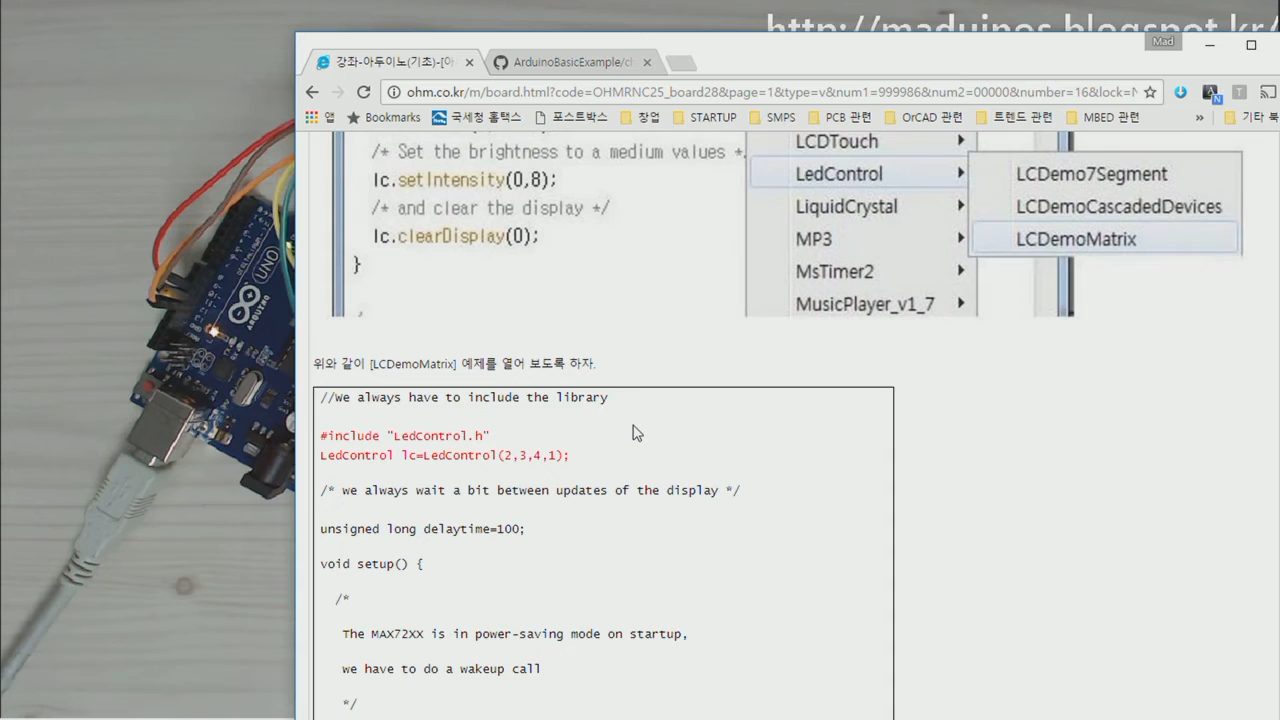 http://maduinos.blogspot.kr/
Mad
강좌-아두이노(기초)-[아
ArduinoBasicExample/c
ohm.co.kr/m/board.html?code=OHMRNC25_board28&page=1&type=v&num1=999986&num2=00000&number=16&lock=N
앱
Bookmarks
국세청 홈택스
포스트박스
창업
STARTUP
SMPS
PCB 관련
OrCAD 관련
트렌드 관련
MBED 관련
»
기타 북
/* Set the brightness to a medium values *
lc.setIntensity(0,8);
/* and clear the display */
lc.clearDisplay(0);
}
LCDTouch
LedControl
LiquidCrystal
MP3
MsTimer2
MusicPlayer_v1_7
LCDemo7Segment
LCDemoCascadedDevices
LCDemoMatrix
위와 같이 [LCDemoMatrix] 예제를 열어 보도록 하자.
//we always have to include the library
#include "LedControl.h"
LedControl lc=LedControl(2,3,4,1);
/* we always wait a bit between updates of the display */
unsigned long delaytime=100;
void setup() {
/*
The MAX72XX is in power-saving mode on startup,
we have to do a wakeup call
*/
UNO
ARDUINO